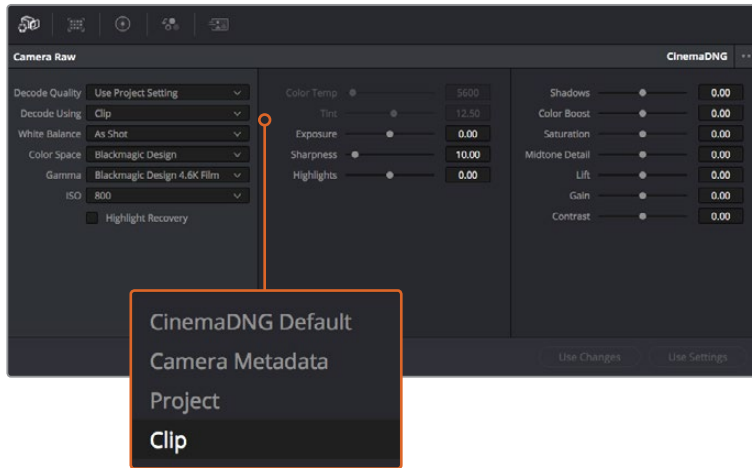 Camera Raw
CinemaDNG
Decode Quality Use Project Setting
Decode Using Clip
White Balance As Shot
Color Space Blackmagic Design
Gamma Blackmagic Design 4.6K Film
ISO 800
Highlight Recovery
Color Temp 5600
Tint 12.50
Exposure 0.00
Sharpness 10.00
Highlights 0.00
Shadows 0.00
Color Boost 0.00
Saturation 0.00
Midtone Detail 0.00
Lift 0.00
Gain 0.00
Contrast 0.00
Use Changes
Use Settings
CinemaDNG Default
Camera Metadata
Project
Clip